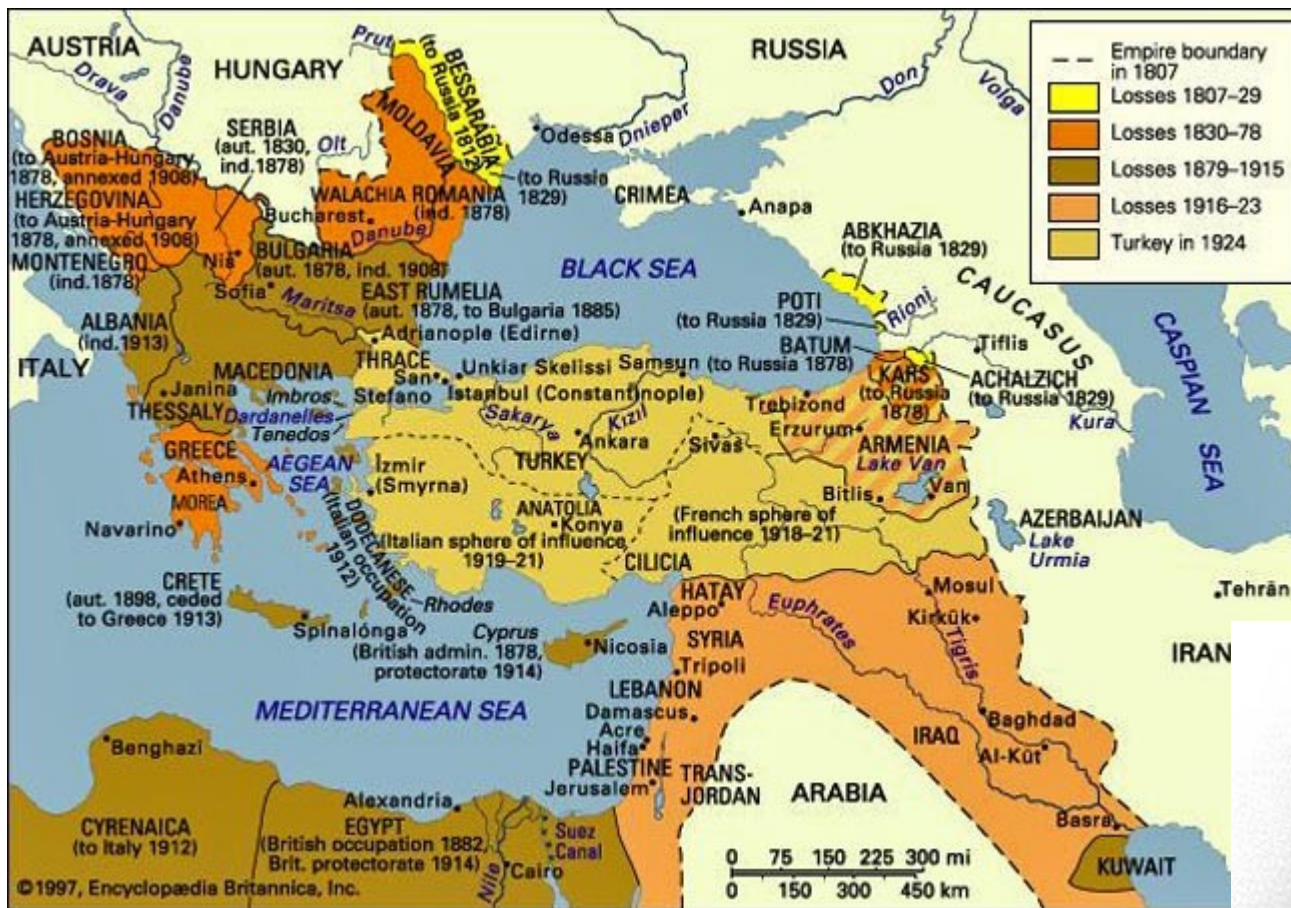 AUSTRIA
Drava
Danube
HUNGARY
Prut
BESSARABIA
(to Russia 1812)
RUSSIA
Don
Volga
Empire boundary
in 1807
Losses 1807–29
Losses 1830–78
Losses 1879–1915
Losses 1916–23
Turkey in 1924
BOSNIA
(to Austria-Hungary
1878, annexed 1908)
HERZEGOVINA
(to Austria-Hungary
1878, annexed 1908)
MONTENEGRO
(ind.1878)
SERBIA
(aut. 1830,
ind.1878)
Olt
MOLDAVIA
Odessa
Dnieper
(to Russia
1829)
CRIMEA
Anapa
WALACHIA ROMANIA
(ind. 1878)
Bucharest
Danube
Niš
BULGARIA
(aut. 1878, ind. 1908)
Sofia
Maritsa
EAST RUMELIA
(aut. 1878, to Bulgaria 1885)
Adrianople (Edirne)
BLACK SEA
ABKHAZIA
(to Russia 1829)
Rioni
CAUCASUS
POTI
(to Russia 1829)
BATUM
(to Russia 1878)
Tiflis
KARS
(to Russia
1878)
ACHALZICH
(to Russia 1829)
Kura
CASPIAN SEA
ALBANIA
(ind.1913)
ITALY
MACEDONIA
THRACE
San
Stefano
Unkiar Skelissi
Istanbul (Constantinople)
Samsun
Trebizond
Erzurum
ARMENIA
Lake Van
Van
Bitlis
Janina
THESSALY
Imbros
Dardanelles
Tenedos
Sakarya
Kızıl
Ankara
Sivas
TURKEY
GREECE
Athens
AEGEAN
SEA
İzmir
(Smyrna)
MOREA
Navarino
DODECANESE
(Italian occupation
1912)
ANATOLIA
Konya
(Italian sphere of influence
1919–21)
(French sphere of
influence 1918–21)
CILICIA
AZERBAIJAN
Lake
Urmia
Tehrān
IRAN
CRETE
(aut. 1898, ceded
to Greece 1913)
Spinalónga
Rhodes
Cyprus
(British admin. 1878,
protectorate 1914)
Nicosia
HATAY
Aleppo
SYRIA
Tripoli
Euphrates
Mosul
Kirkūk
Tigris
MEDITERRANEAN SEA
LEBANON
Damascus
Acre
Haifa
PALESTINE
Jerusalem
TRANS-
JORDAN
IRAQ
Baghdad
Al-Kūt
Basra
KUWAIT
ARABIA
Benghazi
CYRENAICA
(to Italy 1912)
Alexandria
EGYPT
(British occupation 1882,
Brit. protectorate 1914)
Suez
Canal
Nile
Cairo
0 75 150 225 300 mi
0 150 300 450 km
©1997, Encyclopædia Britannica, Inc.